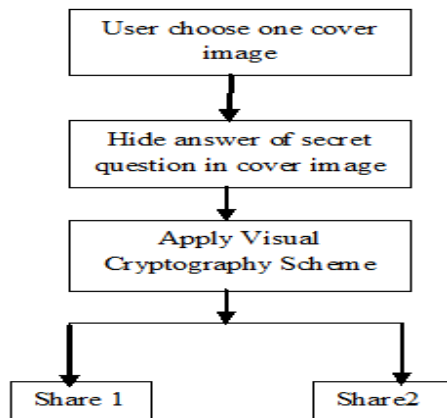 User choose one cover
image
Hide answer of secret
question in cover image
Apply Visual
Cryptography Scheme
Share 1
Share2